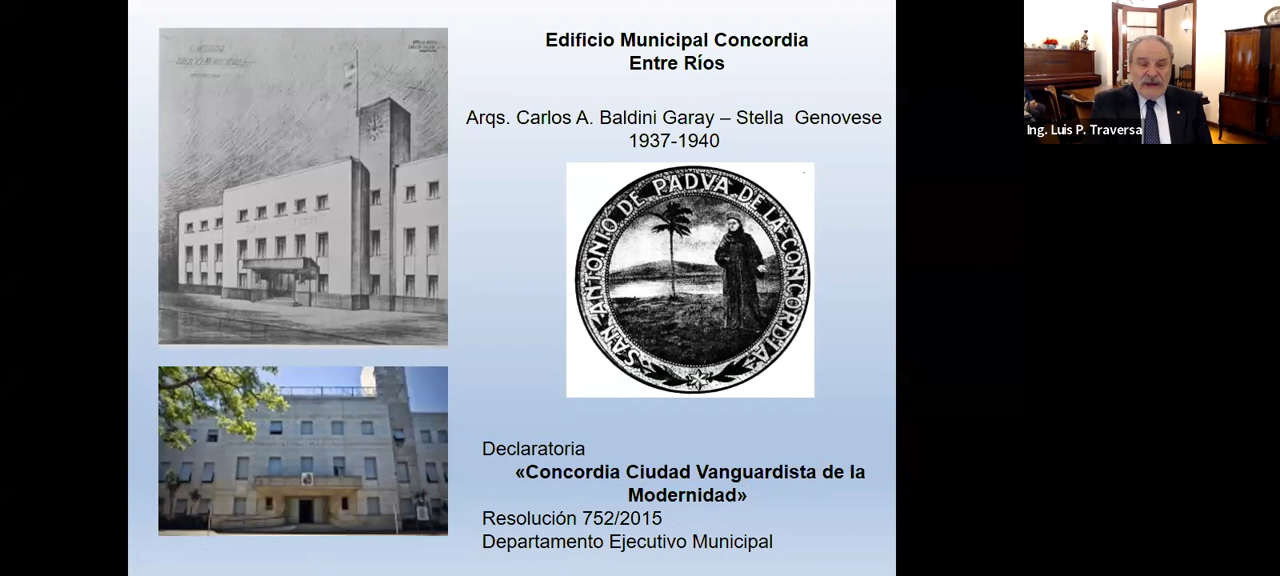 Edificio Municipal Concordia
Entre Ríos
Arqs. Carlos A. Baldini Garay – Stella Genovese
1937-1940
SAN ANTONIO DE PADVA DE LA CONCORDIA
Declaratoria
«Concordia Ciudad Vanguardista de la
Modernidad»
Resolución 752/2015
Departamento Ejecutivo Municipal
Ing. Luis P. Traversa